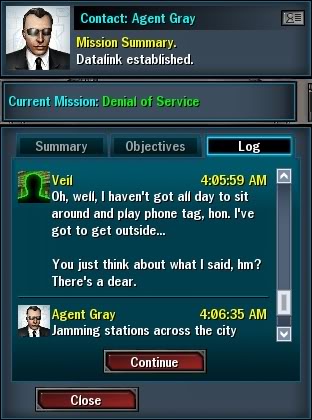 Contact: Agent Gray
Mission Summary.
Datalink established.
Current Mission: Denial of Service
Summary
Objectives
Log
Veil 4:05:59 AM
Oh, well, I haven't got all day to sit
around and play phone tag, hon. I've
got to get outside...
You just think about what I said, hm?
There's a dear.
Agent Gray 4:06:35 AM
Jamming stations across the city
Continue
Close